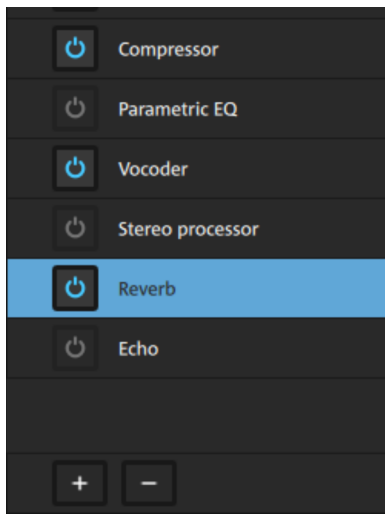 Compressor
Parametric EQ
Vocoder
Stereo processor
Reverb
Echo
+ −